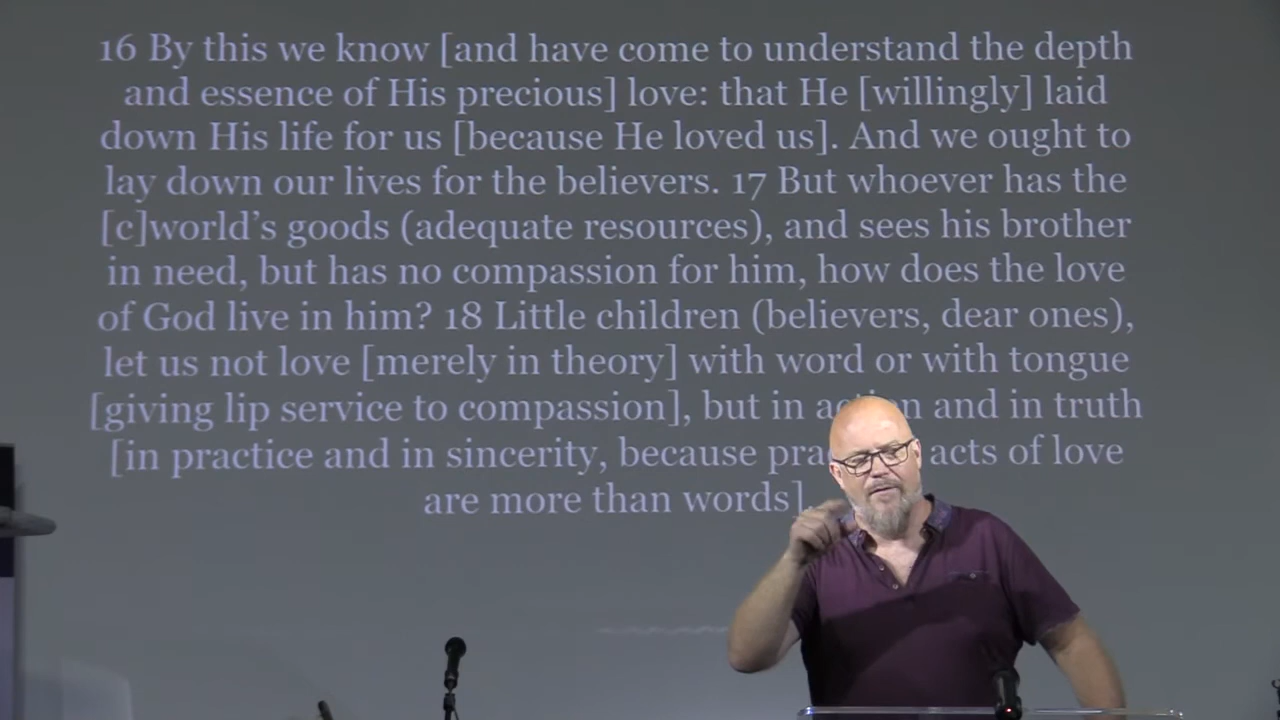 16 By this we know [and have come to understand the depth
and essence of His precious] love: that He [willingly] laid
down His life for us [because He loved us]. And we ought to
lay down our lives for the believers. 17 But whoever has the
[c]world’s goods (adequate resources), and sees his brother
in need, but has no compassion for him, how does the love
of God live in him? 18 Little children (believers, dear ones),
let us not love [merely in theory] with word or with tongue
[giving lip service to compassion], but in and in truth
[in practice and in sincerity, because acts of love
are more than words].